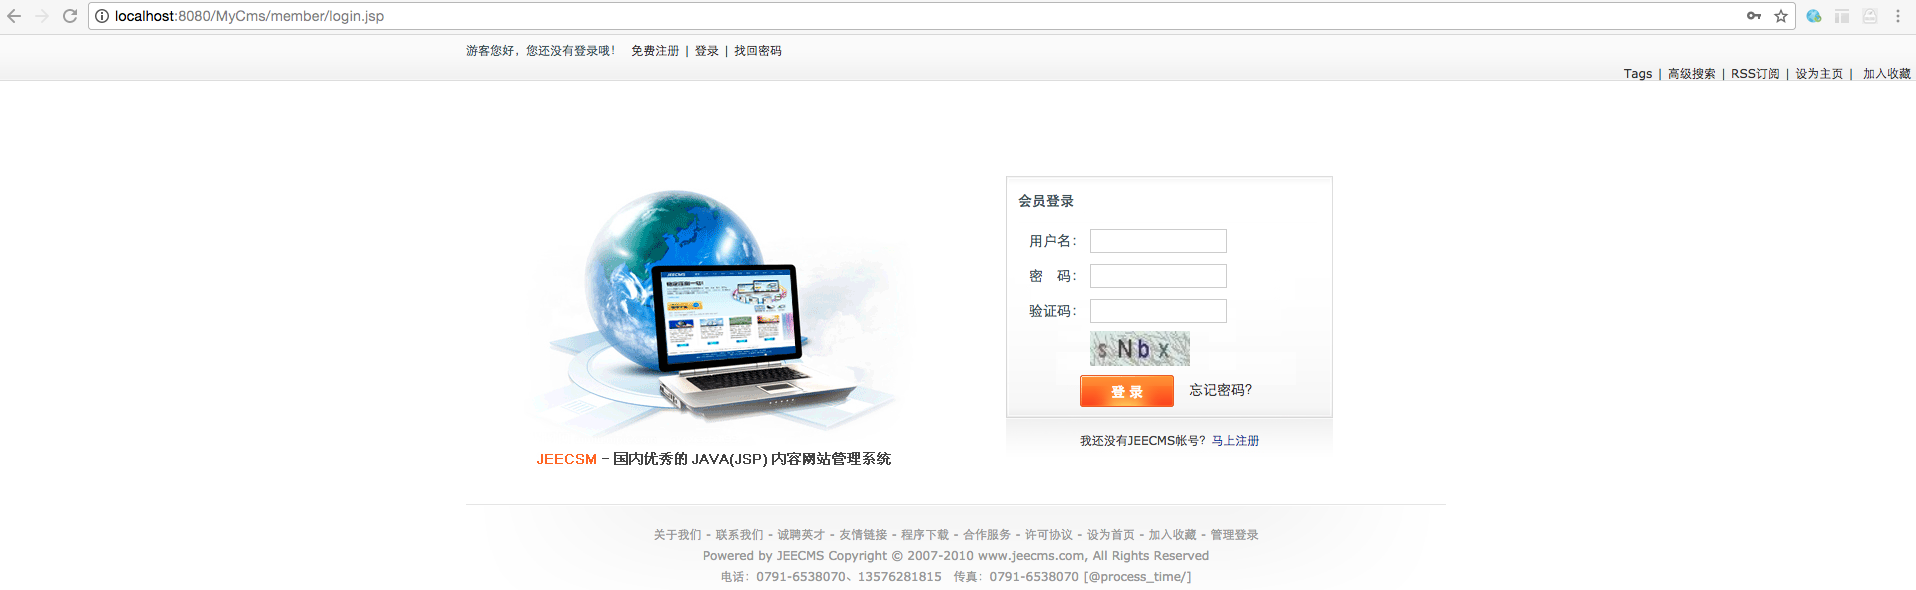 localhost:8080/MyCms/member/login.jsp
游客您好，您还没有登录哦！ 免费注册 | 登录 | 找回密码
Tags | 高级搜索 | RSS订阅 | 设为主页 | 加入收藏
会员登录
用户名：
密 码：
验证码：
sNbx
登 录 忘记密码？
我还没有JEECMS帐号？马上注册
JEECMS
JEECSM - 国内优秀的 JAVA(JSP) 内容网站管理系统
关于我们 - 联系我们 - 诚聘英才 - 友情链接 - 程序下载 - 合作服务 - 许可协议 - 设为首页 - 加入收藏 - 管理登录
Powered by JEECMS Copyright © 2007-2010 www.jeecms.com, All Rights Reserved
电话：0791-6538070、13576281815 传真：0791-6538070 [@process_time/]